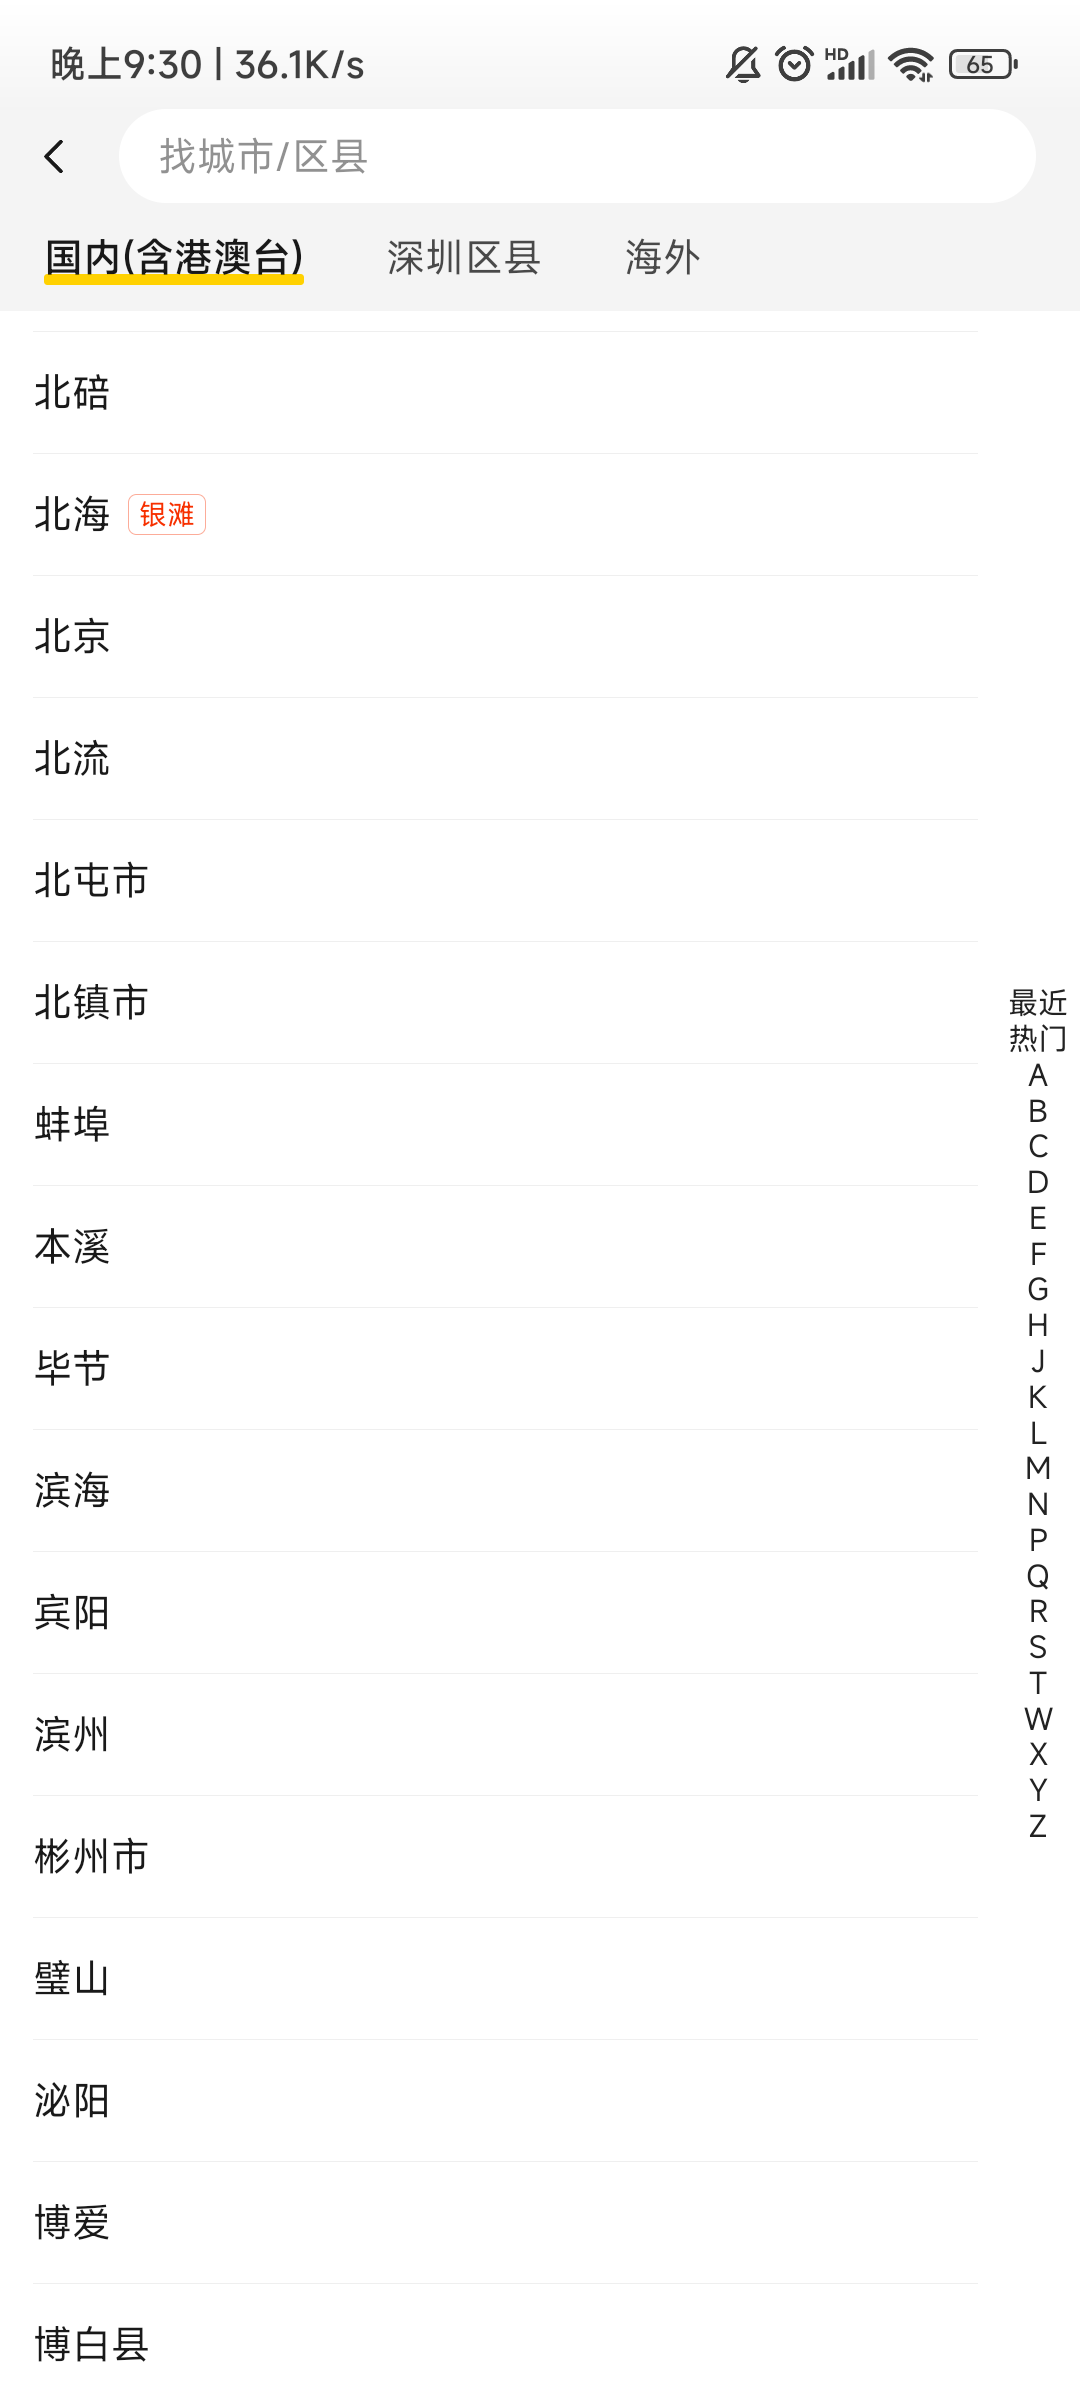 晚上9:30 | 36.1K/s HD 65
找城市/区县
国内(含港澳台) 深圳区县 海外
北碚
北海 银滩
北京
北流
北屯市
北镇市
蚌埠
本溪
毕节
滨海
宾阳
滨州
彬州市
璧山
泌阳
博爱
博白县
最近
热门
A
B
C
D
E
F
G
H
J
K
L
M
N
P
Q
R
S
T
W
X
Y
Z